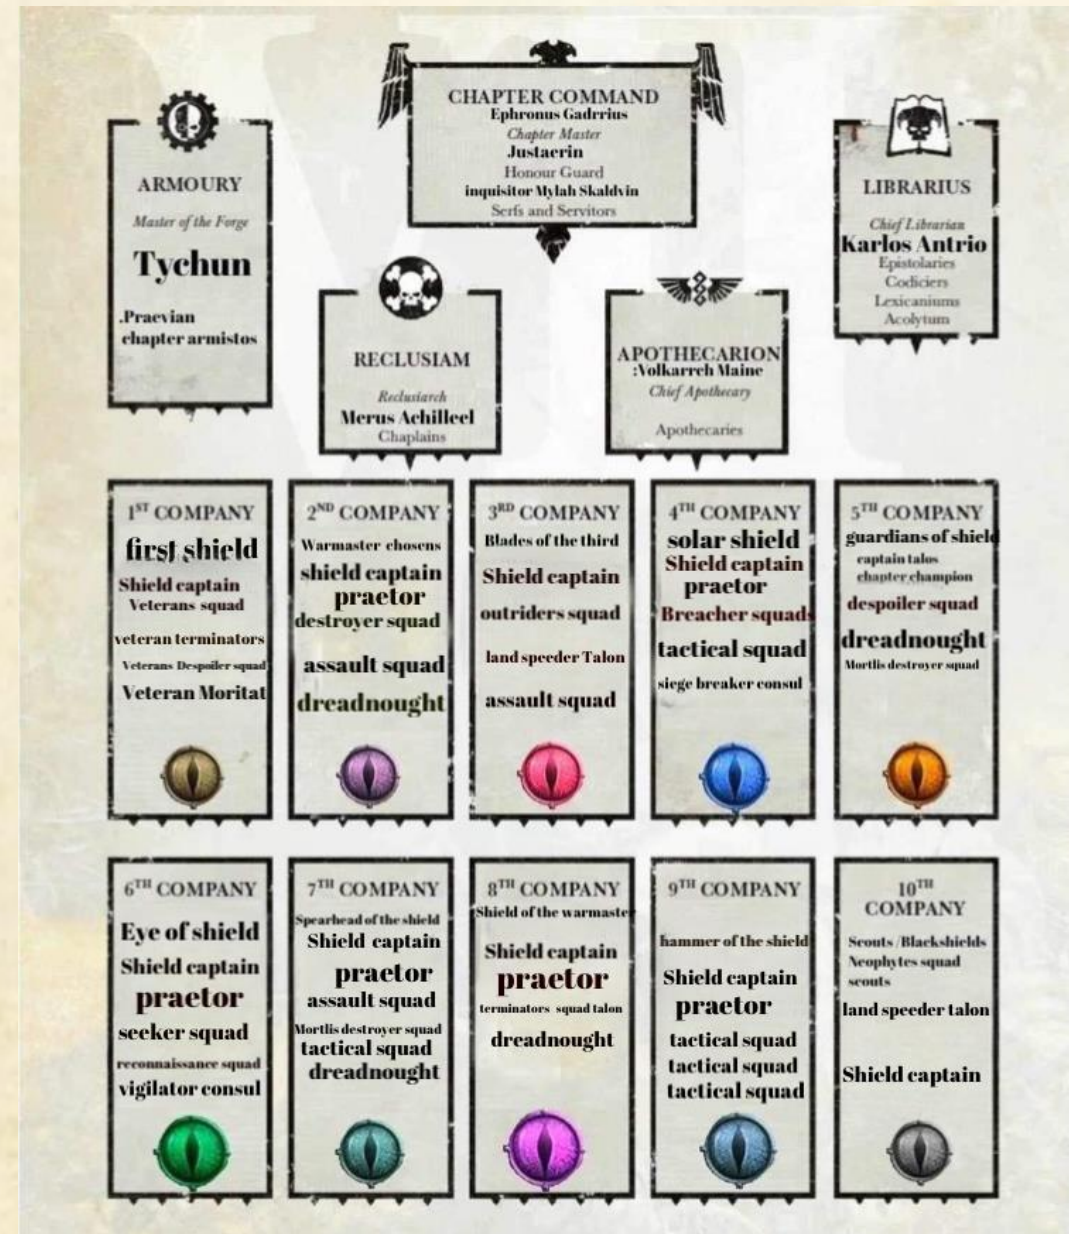 CHAPTER COMMAND
Ephronus Gadrrius
Chapter Master
Justaerin
Honour Guard
inquisitor Mylah Skaldvin
Serfs and Servitors
ARMOURY
Master of the Forge
Tychun
.Praevian
chapter armistos
LIBRARIUS
Chief Librarian
Karlos Antrio
Epistolaries
Codiciers
Lexicaniums
Acolytum
RECLUSIAM
Reclusiarch
Merus Achilleel
Chaplains
APOTHECARION
:Volkarreh Maine
Chief Apothecary
Apothecaries
1ST COMPANY
first shield
Shield captain
Veterans squad
veteran terminators
Veterans Despoiler squad
Veteran Moritat
2ND COMPANY
Warmaster chosens
shield captain
praetor
destroyer squad
assault squad
dreadnought
3RD COMPANY
Blades of the third
Shield captain
outriders squad
land speeder Talon
assault squad
4TH COMPANY
solar shield
Shield captain
praetor
Breacher squads
tactical squad
siege breaker consul
5TH COMPANY
guardians of shield
captain talos
chapter champion
despoiler squad
dreadnought
Mortlis destroyer squad
6TH COMPANY
Eye of shield
Shield captain
praetor
seeker squad
reconnaissance squad
vigilator consul
7TH COMPANY
Spearhead of the shield
Shield captain
praetor
assault squad
Mortlis destroyer squad
tactical squad
dreadnought
8TH COMPANY
Shield of the warmaster
Shield captain
praetor
terminators squad talon
dreadnought
9TH COMPANY
hammer of the shield
Shield captain
praetor
tactical squad
tactical squad
tactical squad
10TH
COMPANY
Scouts /Blackshields
Neophytes squad
scouts
land speeder talon
Shield captain